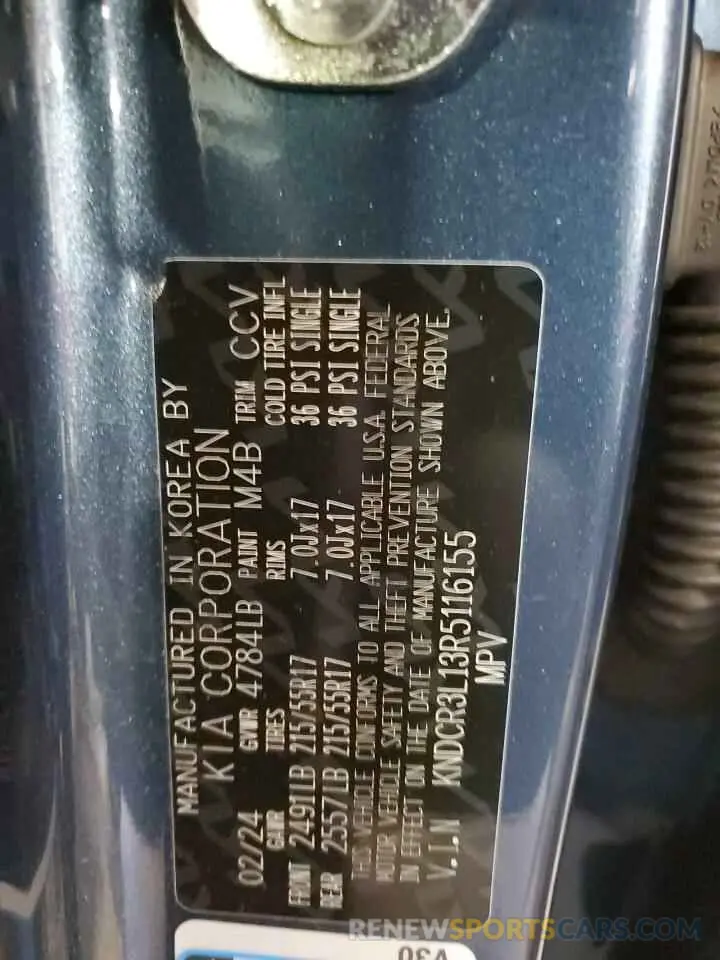 MANUFACTURED IN KOREA BY
KIA CORPORATION
02/24 GVWR 4784LB PAINT M4B TRIM CCV
GAWR TIRES RIMS COLD TIRE INFL
FRONT 2491LB 215/55R17 7.0Jx17 36 PSI SINGLE
REAR 2557LB 215/55R17 7.0Jx17 36 PSI SINGLE
THIS VEHICLE CONFORMS TO ALL APPLICABLE U.S.A. FEDERAL
MOTOR VEHICLE SAFETY AND THEFT PREVENTION STANDARDS
IN EFFECT ON THE DATE OF MANUFACTURE SHOWN ABOVE.
V.I.N KNDCR3L13R5116155
MPV
V30
RENEWSPORTSCARS.COM